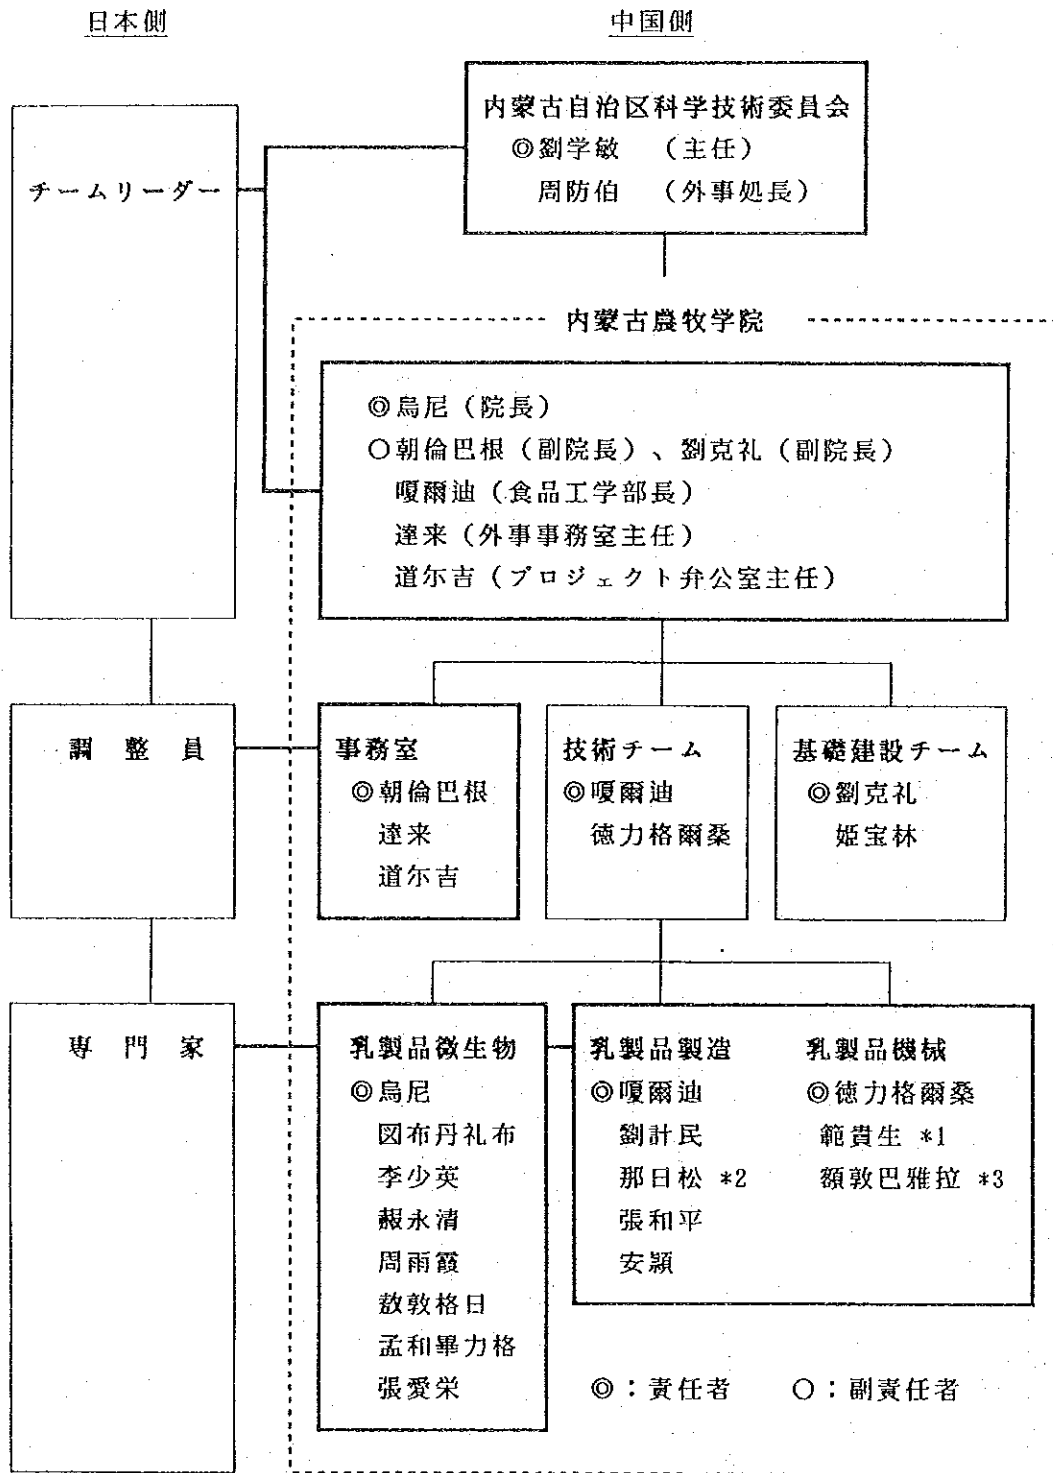 日本側
中国側
チームリーダー
内蒙古自治区科学技術委員会
◎劉学敏 （主任）
周防伯 （外事処長）
内蒙古農牧学院
◎烏尼（院長）
○朝倫巴根（副院長）、劉克礼（副院長）
嗄爾迪（食品工学部長）
達来（外事事務室主任）
道尓吉（プロジェクト弁公室主任）
調整員
事務室
◎朝倫巴根
達来
道尓吉
技術チーム
◎嗄爾迪
徳力格爾桑
基礎建設チーム
◎劉克礼
姫宝林
専門家
乳製品微生物
◎烏尼
図布丹礼布
李少英
永清
周雨霞
敖敦格日
孟和畢力格
張愛栄
乳製品製造
◎嗄爾迪
劉計民
那日松 *2
張和平
安穎
乳製品機械
◎徳力格爾桑
範貴生 *1
額敦巴雅拉 *3
◎：責任者 ○：副責任者